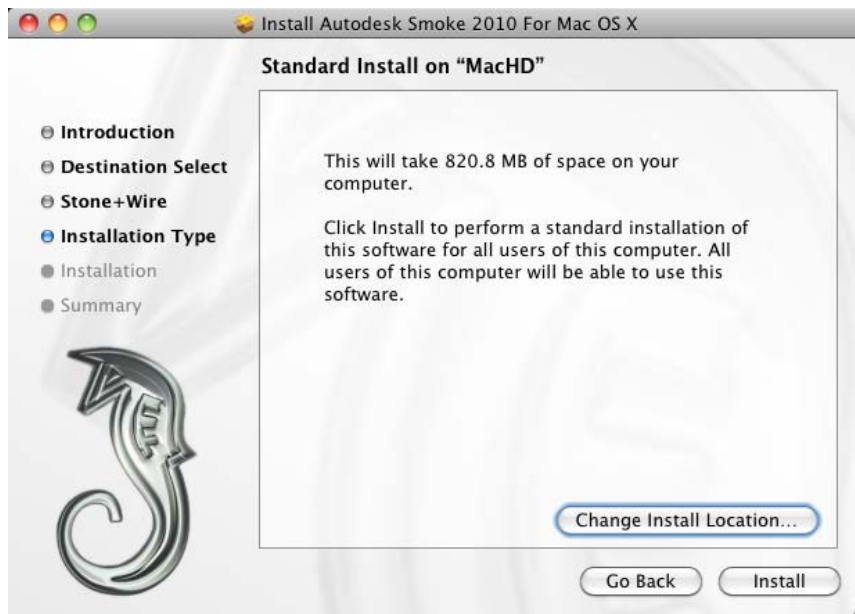 Install Autodesk Smoke 2010 For Mac OS X
Standard Install on “MacHD”
Introduction
Destination Select
Stone+Wire
Installation Type
Installation
Summary
This will take 820.8 MB of space on your
computer.
Click Install to perform a standard installation of
this software for all users of this computer. All
users of this computer will be able to use this
software.
Change Install Location...
Go Back
Install